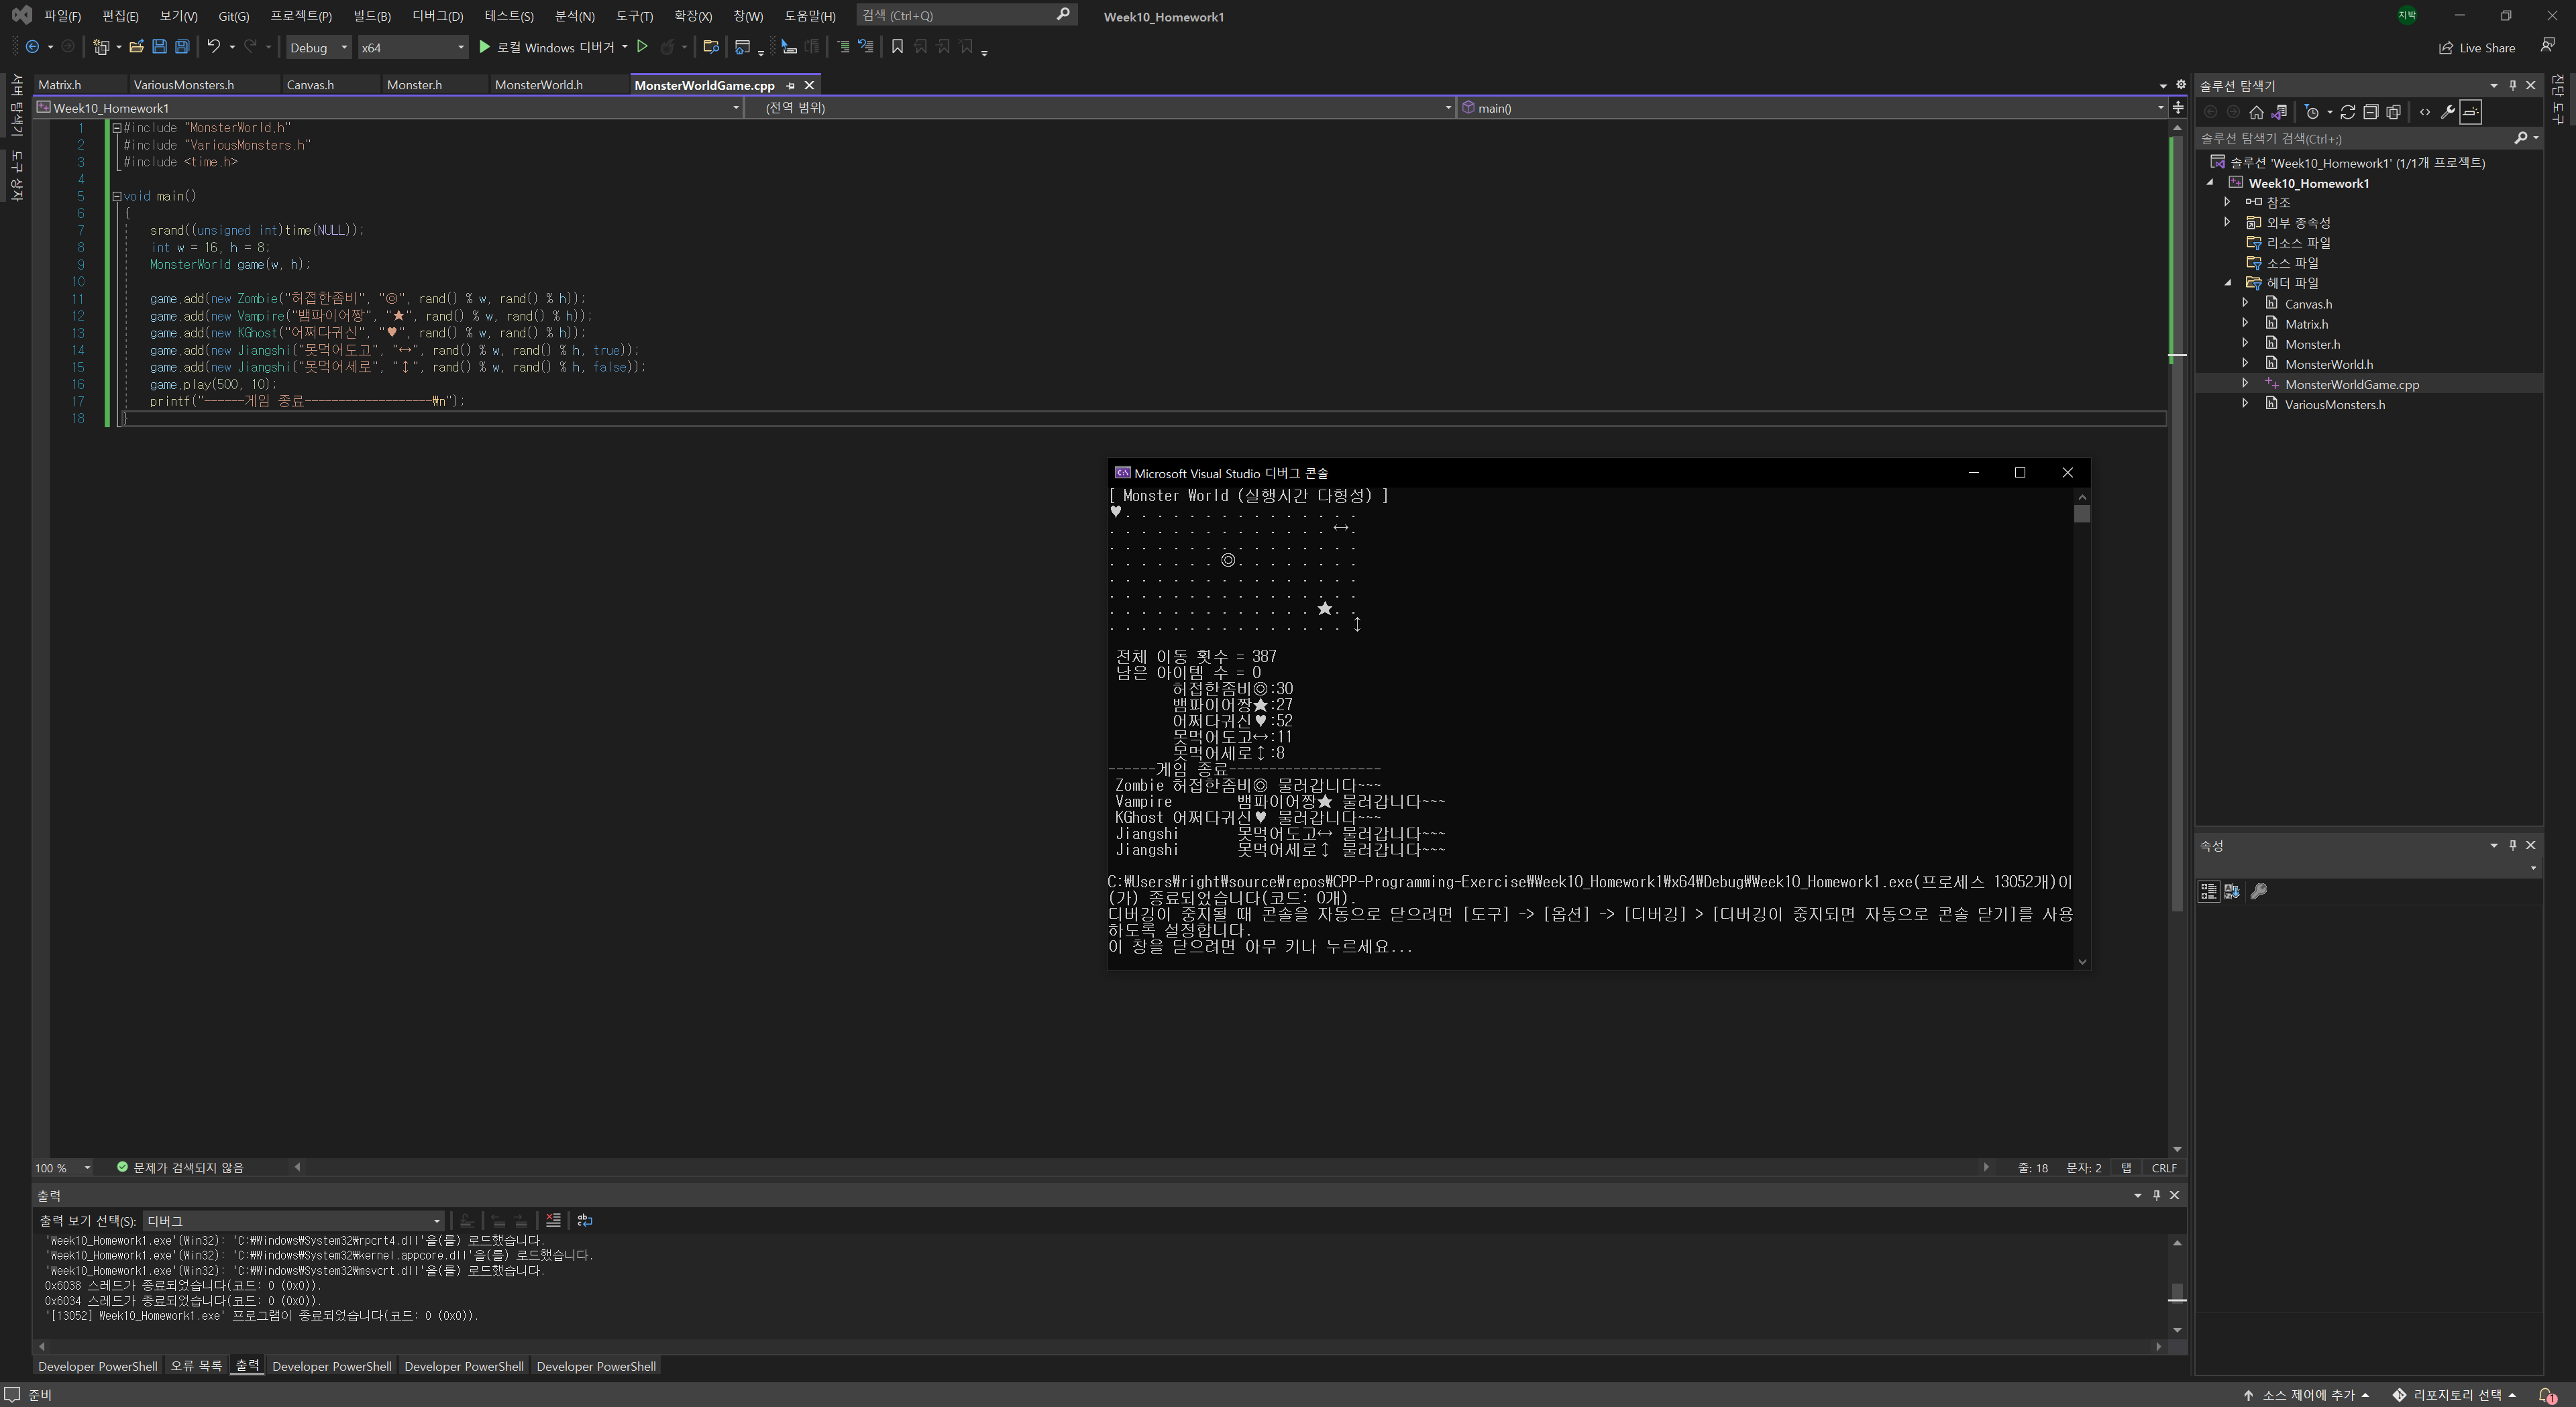 파일(F) 편집(E) 보기(V) Git(G) 프로젝트(P) 빌드(B) 디버그(D) 테스트(S) 분석(N) 도구(T) 확장(X) 창(W) 도움말(H) 검색 (Ctrl+Q) Week10_Homework1 지박
Debug x64 로컬 Windows 디버거 Live Share
서버 탐색기
도구 상자
Matrix.h VariousMonsters.h Canvas.h Monster.h MonsterWorld.h MonsterWorldGame.cpp
Week10_Homework1 (전역 범위) main()
1 #include "MonsterWorld.h"
2 #include "VariousMonsters.h"
3 #include <time.h>
4
5 void main()
6 {
7 srand((unsigned int)time(NULL));
8 int w = 16, h = 8;
9 MonsterWorld game(w, h);
10
11 game.add(new Zombie("허접한좀비", "◎", rand() % w, rand() % h));
12 game.add(new Vampire("뱀파이어짱", "★", rand() % w, rand() % h));
13 game.add(new KGhost("어쩌다귀신", "♥", rand() % w, rand() % h));
14 game.add(new Jiangshi("못먹어도고", "↔", rand() % w, rand() % h, true));
15 game.add(new Jiangshi("못먹어세로", "↕", rand() % w, rand() % h, false));
16 game.play(500, 10);
17 printf("------게임 종료-------------------₩n");
18 }
Microsoft Visual Studio 디버그 콘솔
[ Monster World (실행시간 다형성) ]
♥. . . . . . . . . . . . . . .
. . . . . . . . . . . . . . ↔.
. . . . . . . . . . . . . . . .
. . . . . . . ◎. . . . . . . .
. . . . . . . . . . . . . . . .
. . . . . . . . . . . . . . . .
. . . . . . . . . . . . . ★. .
. . . . . . . . . . . . . . . ↕
전체 이동 횟수 = 387
남은 아이템 수 = 0
허접한좀비◎:30
뱀파이어짱★:27
어쩌다귀신♥:52
못먹어도고↔:11
못먹어세로↕:8
------게임 종료-------------------
Zombie 허접한좀비◎ 물러갑니다~~~
Vampire 뱀파이어짱★ 물러갑니다~~~
KGhost 어쩌다귀신♥ 물러갑니다~~~
Jiangshi 못먹어도고↔ 물러갑니다~~~
Jiangshi 못먹어세로↕ 물러갑니다~~~
C:₩Users₩right₩source₩repos₩CPP-Programming-Exercise₩Week10_Homework1₩x64₩Debug₩Week10_Homework1.exe(프로세스 13052개)이
(가) 종료되었습니다(코드: 0개).
디버깅이 중지될 때 콘솔을 자동으로 닫으려면 [도구] -> [옵션] -> [디버깅] > [디버깅이 중지되면 자동으로 콘솔 닫기]를 사용
하도록 설정합니다.
이 창을 닫으려면 아무 키나 누르세요...
100 % 문제가 검색되지 않음 줄: 18 문자: 2 탭 CRLF
출력
출력 보기 선택(S): 디버그
'Week10_Homework1.exe'(Win32): 'C:₩Windows₩System32₩rpcrt4.dll'을(를) 로드했습니다.
'Week10_Homework1.exe'(Win32): 'C:₩Windows₩System32₩kernel.appcore.dll'을(를) 로드했습니다.
'Week10_Homework1.exe'(Win32): 'C:₩Windows₩System32₩msvcrt.dll'을(를) 로드했습니다.
0x6038 스레드가 종료되었습니다(코드: 0 (0x0)).
0x6034 스레드가 종료되었습니다(코드: 0 (0x0)).
'[13052] Week10_Homework1.exe' 프로그램이 종료되었습니다(코드: 0 (0x0)).
Developer PowerShell 오류 목록 출력 Developer PowerShell Developer PowerShell Developer PowerShell
솔루션 탐색기
솔루션 탐색기 검색(Ctrl+;)
솔루션 'Week10_Homework1' (1/1개 프로젝트)
Week10_Homework1
참조
외부 종속성
리소스 파일
소스 파일
헤더 파일
Canvas.h
Matrix.h
Monster.h
MonsterWorld.h
MonsterWorldGame.cpp
VariousMonsters.h
속성
진단 도구
준비 소스 제어에 추가 리포지토리 선택 1